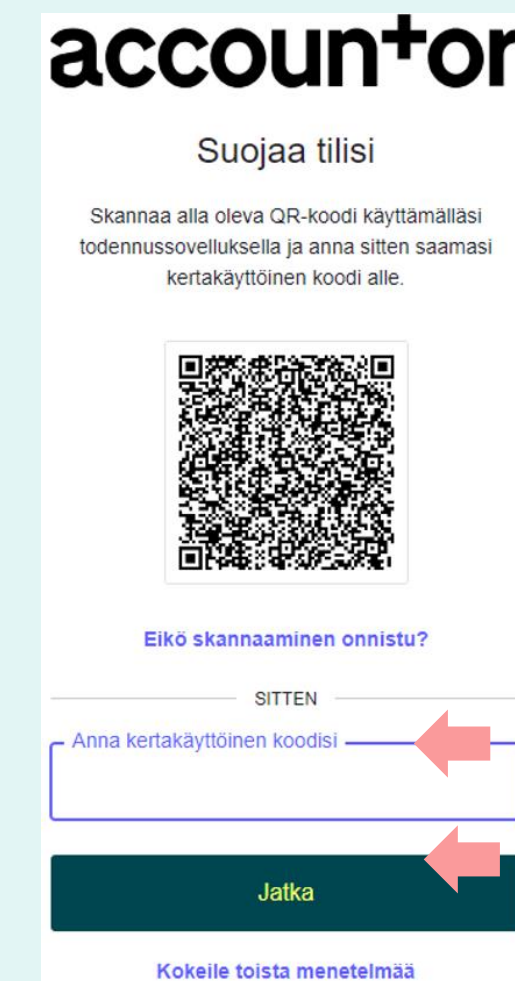 accountor
Suojaa tilisi
Skannaa alla oleva QR-koodi käyttämälläsi
todennussovelluksella ja anna sitten saamasi
kertakäyttöinen koodi alle.
Eikö skannaaminen onnistu?
SITTEN
Anna kertakäyttöinen koodisi
Jatka
Kokeile toista menetelmää